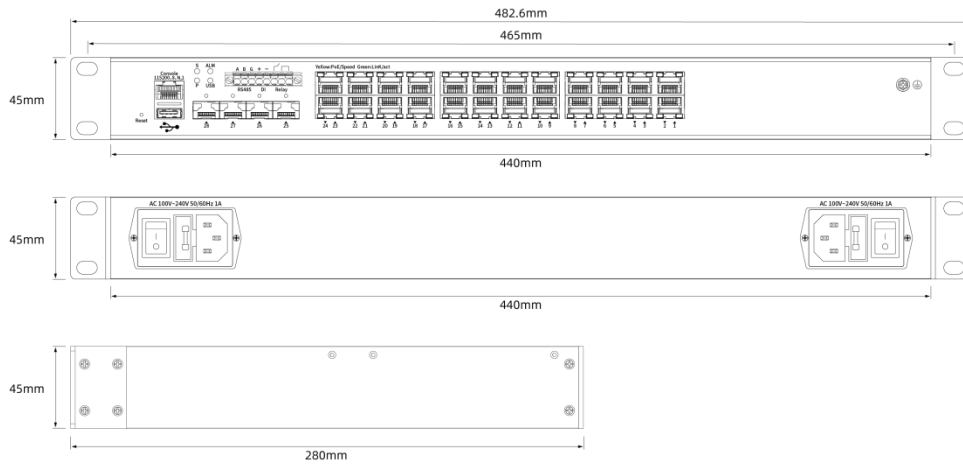 482.6mm
465mm
45mm
Console
115200,8,N,1
S ALM
P USB
A B G + -
RS485 DI Relay
Yellow:PoE/Speed Green:Link/Act
Reset
28 27 26 25
24 23 22 21 20 19 18 17 16 15 14 13 12 11 10 9 8 7 6 5 4 3 2 1
440mm
45mm
AC 100V~240V 50/60Hz 1A
AC 100V~240V 50/60Hz 1A
440mm
45mm
280mm